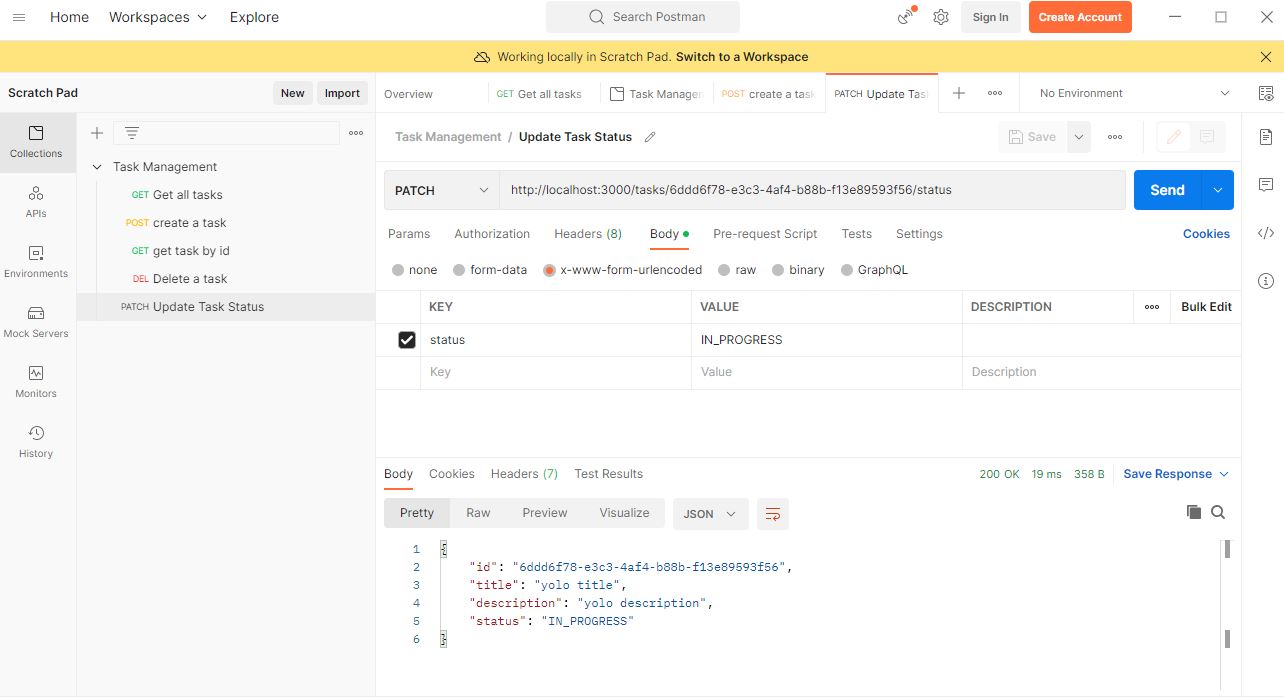 Home Workspaces Explore Search Postman Sign In Create Account
Working locally in Scratch Pad. Switch to a Workspace
Scratch Pad New Import
Overview GET Get all tasks Task Managen POST create a task PATCH Update Tas No Environment
Collections
APIs
Environments
Mock Servers
Monitors
History
Task Management
GET Get all tasks
POST create a task
GET get task by id
DEL Delete a task
PATCH Update Task Status
Task Management / Update Task Status Save
PATCH http://localhost:3000/tasks/6ddd6f78-e3c3-4af4-b88b-f13e89593f56/status Send
Params Authorization Headers (8) Body Pre-request Script Tests Settings Cookies
none form-data x-www-form-urlencoded raw binary GraphQL
KEY VALUE DESCRIPTION Bulk Edit
status IN_PROGRESS
Key Value Description
Body Cookies Headers (7) Test Results 200 OK 19 ms 358 B Save Response
Pretty Raw Preview Visualize JSON
1 {
2 "id": "6ddd6f78-e3c3-4af4-b88b-f13e89593f56",
3 "title": "yolo title",
4 "description": "yolo description",
5 "status": "IN_PROGRESS"
6 }